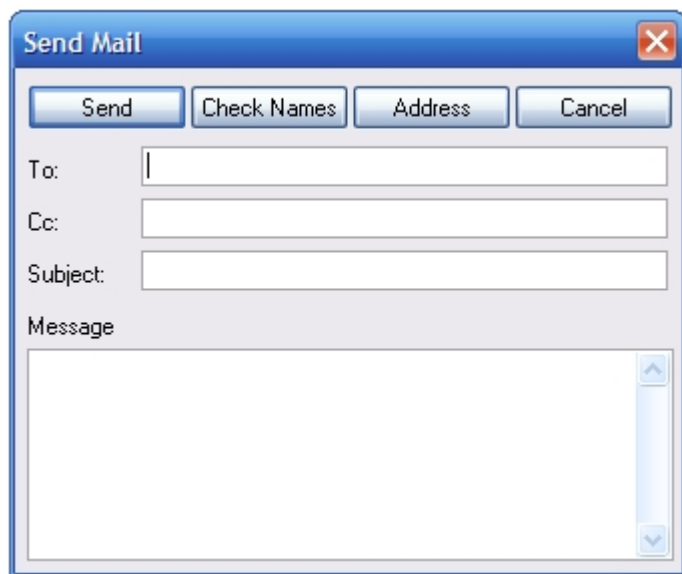 Send Mail
Send Check Names Address Cancel
To:
Cc:
Subject:
Message